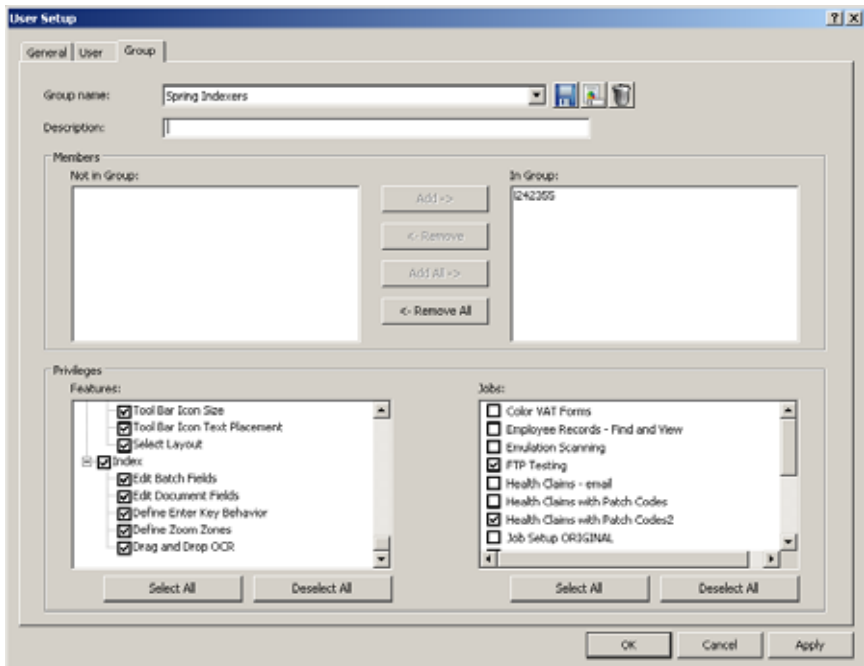 User Setup
General User Group
Group name: Spring Indexers
Description:
Members
Not in Group: In Group:
Add -> 
<- Remove
Add All ->
<- Remove All
Privileges
Features: Jobs:
Tool Bar Icon Size
Tool Bar Icon Text Placement
Select Layout
Index
Edit Batch Fields
Edit Document Fields
Define Enter Key Behavior
Define Zoom Zones
Drag and Drop OCR
Color VAT Forms
Employee Records - Find and View
Emulation Scanning
FTP Testing
Health Claims - email
Health Claims with Patch Codes
Health Claims with Patch Codes2
Job Setup ORIGINAL
Select All Deselect All Select All Deselect All
OK Cancel Apply